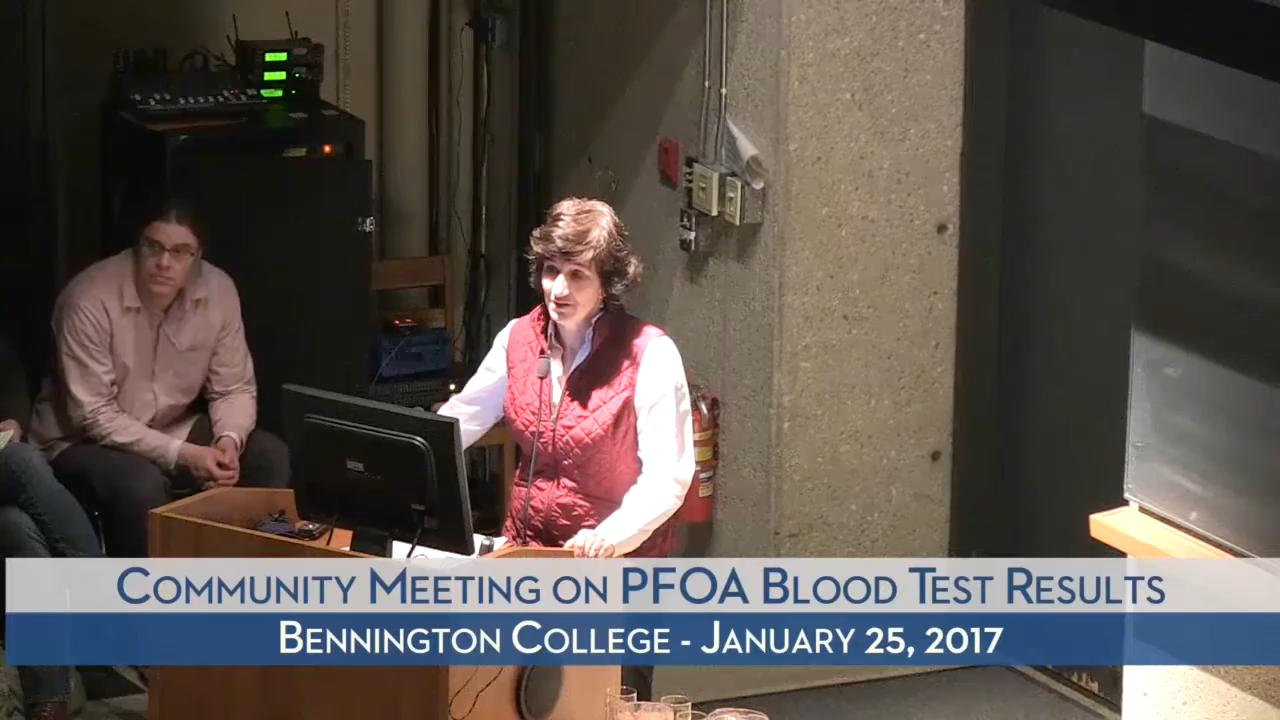 Community Meeting on PFOA Blood Test Results
Bennington College - January 25, 2017